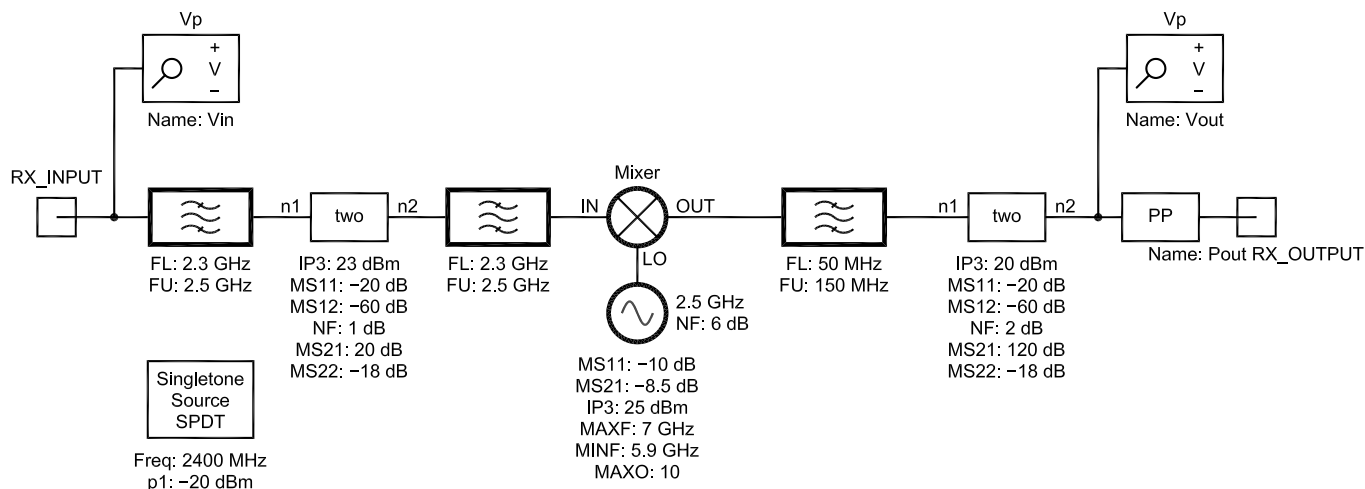 Vp
+
V
−
Name: Vin
Vp
+
V
−
Name: Vout
RX_INPUT
n1
two
n2
IN
Mixer
OUT
LO
n1
two
n2
PP
Name: Pout RX_OUTPUT
FL: 2.3 GHz
FU: 2.5 GHz
IP3: 23 dBm
MS11: −20 dB
MS12: −60 dB
NF: 1 dB
MS21: 20 dB
MS22: −18 dB
FL: 2.3 GHz
FU: 2.5 GHz
2.5 GHz
NF: 6 dB
MS11: −10 dB
MS21: −8.5 dB
IP3: 25 dBm
MAXF: 7 GHz
MINF: 5.9 GHz
MAXO: 10
FL: 50 MHz
FU: 150 MHz
IP3: 20 dBm
MS11: −20 dB
MS12: −60 dB
NF: 2 dB
MS21: 120 dB
MS22: −18 dB
Singletone
Source
SPDT
Freq: 2400 MHz
p1: −20 dBm